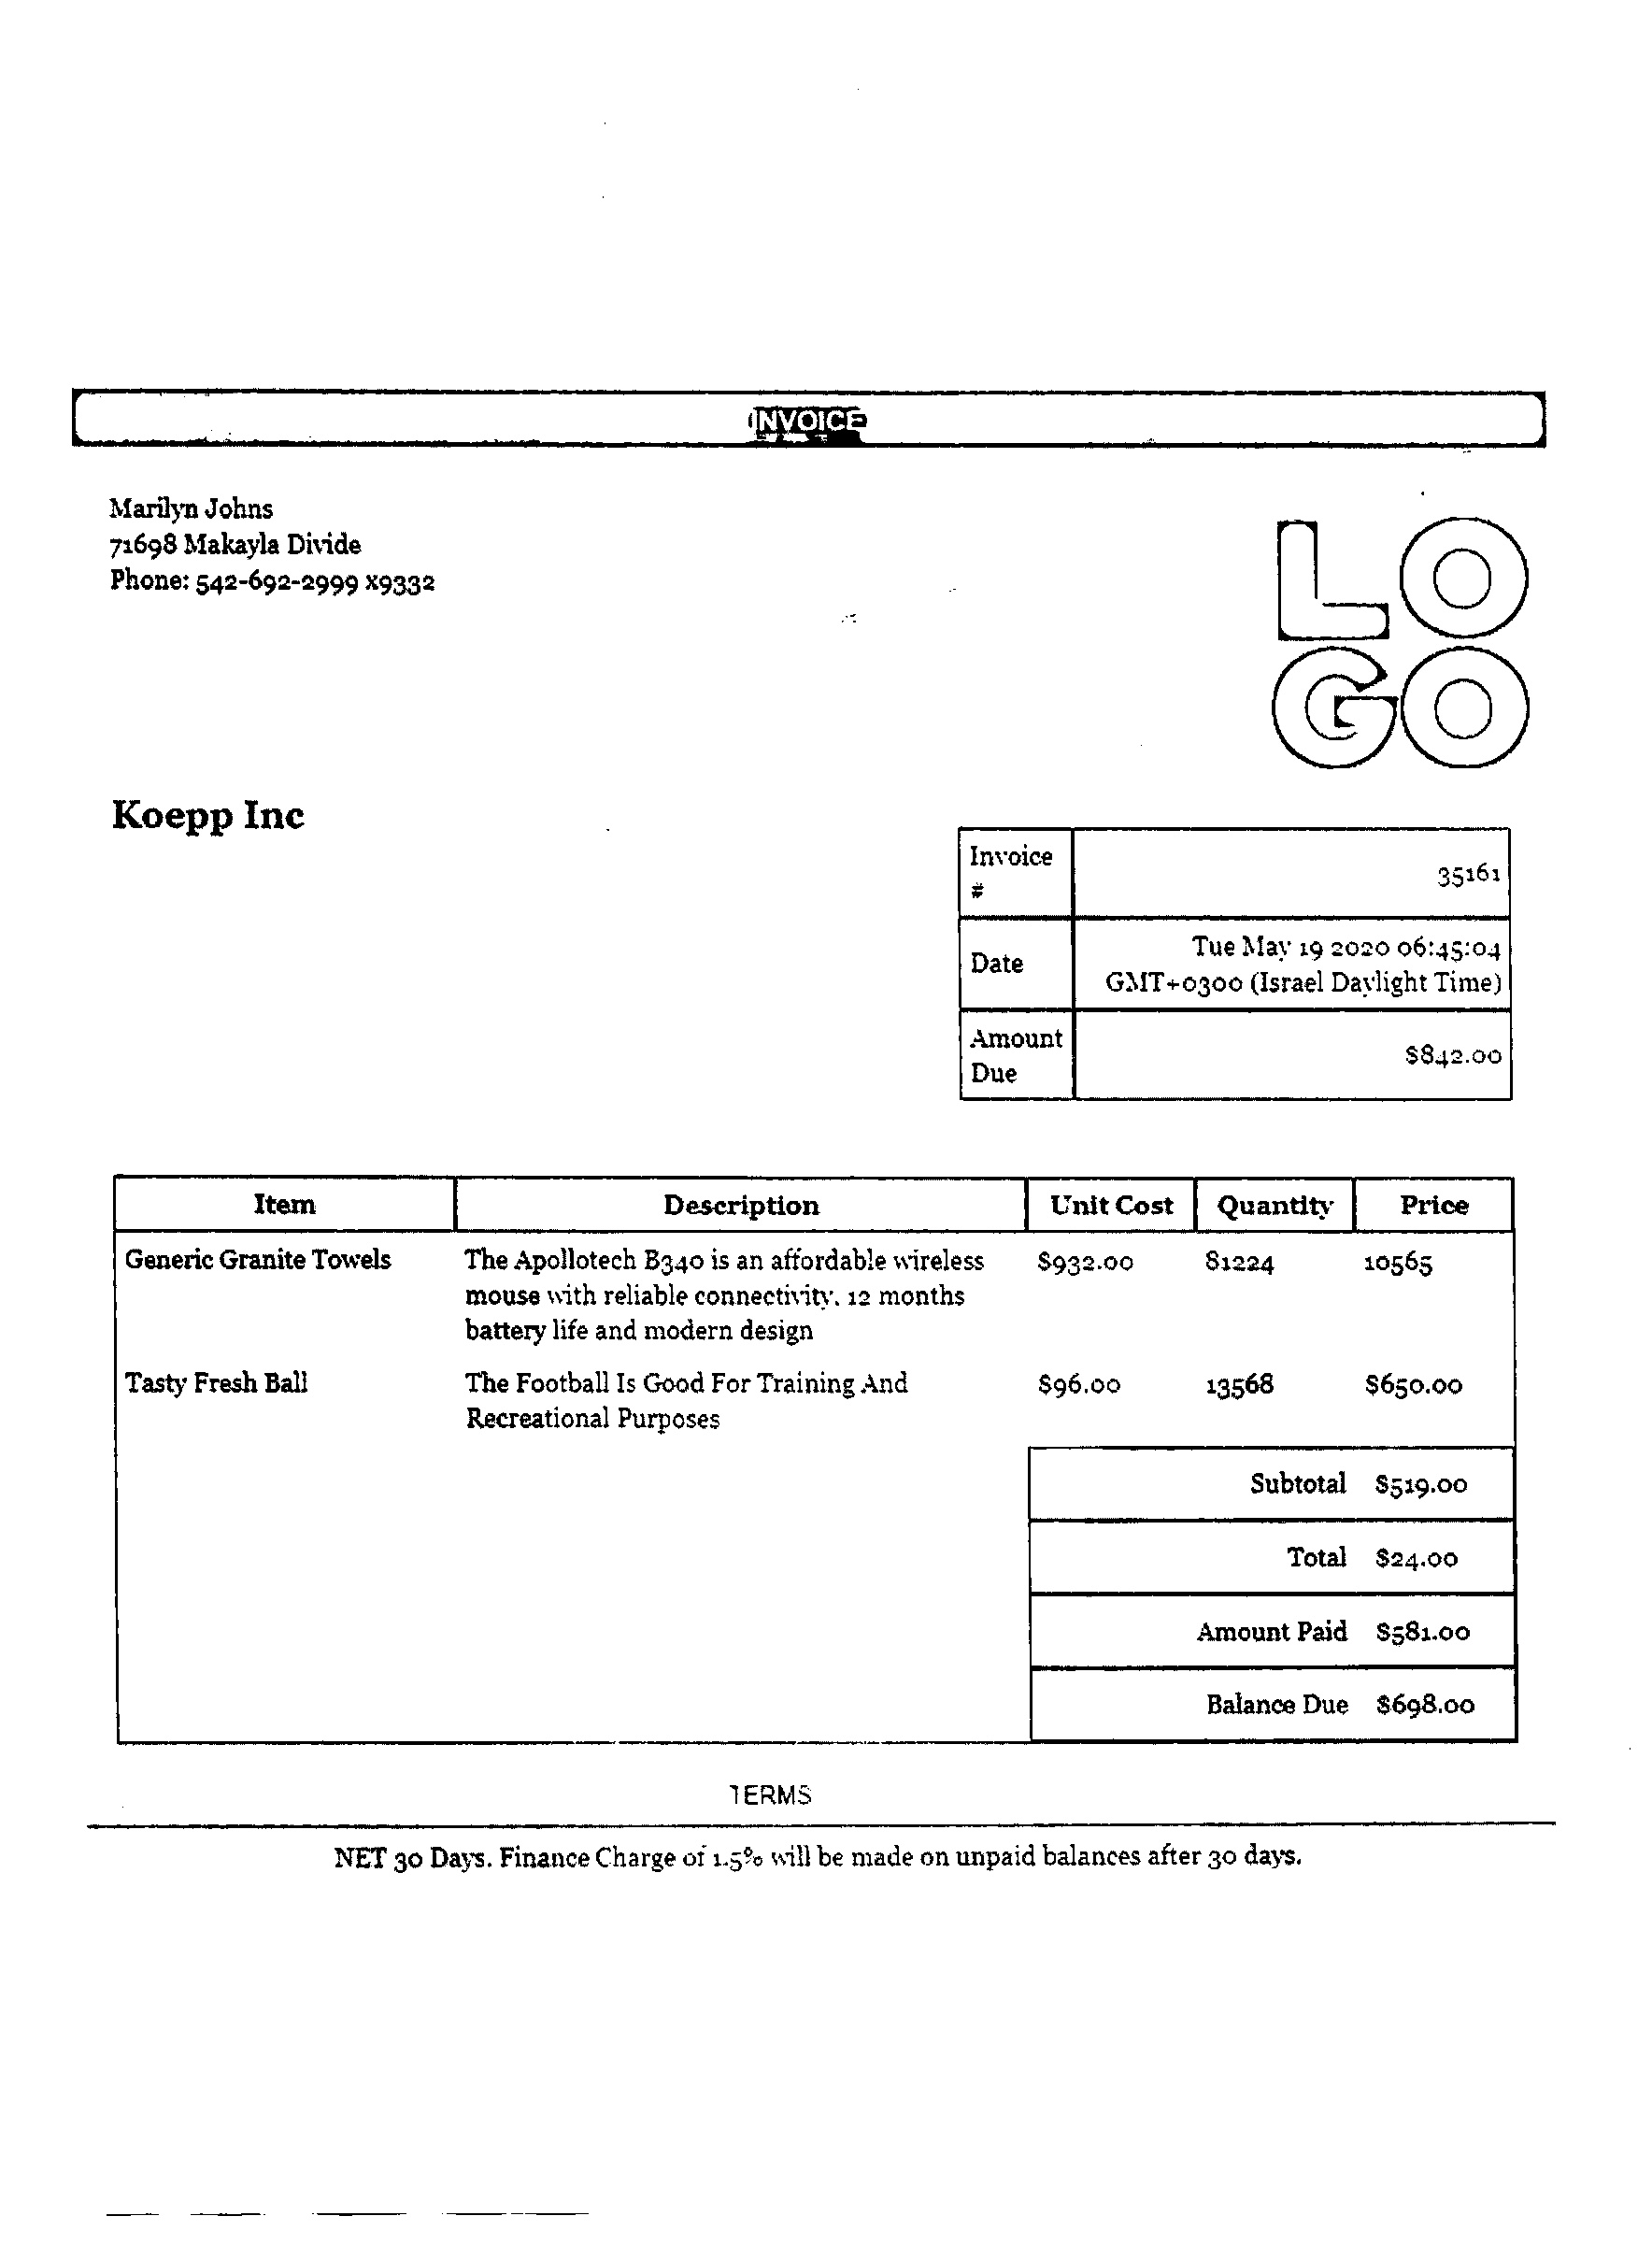 INVOICE
Marilyn Johns
71698 Makayla Divide
Phone: 542-692-2999 x9332
LO
GO
Koepp Inc
Invoice
#
35161
Date
Tue May 19 2020 06:45:04
GMT+0300 (Israel Daylight Time)
Amount
Due
$842.00
Item Description Unit Cost Quantity Price
Generic Granite Towels The Apollotech B340 is an affordable wireless $932.00 81224 10565
mouse with reliable connectivity, 12 months
battery life and modern design
Tasty Fresh Ball The Football Is Good For Training And $96.00 13568 $650.00
Recreational Purposes
Subtotal $519.00
Total $24.00
Amount Paid $581.00
Balance Due $698.00
TERMS
NET 30 Days. Finance Charge of 1.5% will be made on unpaid balances after 30 days.